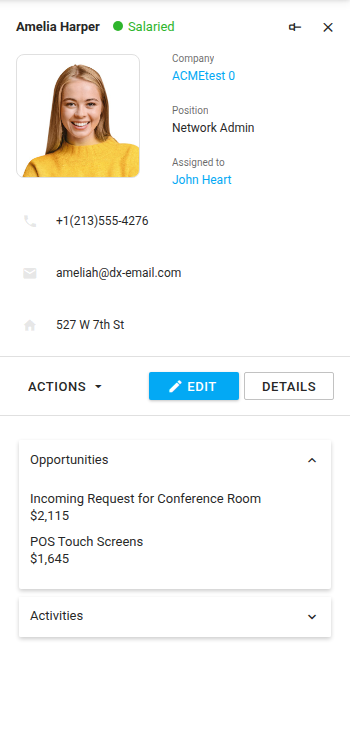 Amelia Harper Salaried
Company
ACMEtest 0
Position
Network Admin
Assigned to
John Heart
+1(213)555-4276
ameliah@dx-email.com
527 W 7th St
ACTIONS EDIT DETAILS
Opportunities
Incoming Request for Conference Room
$2,115
POS Touch Screens
$1,645
Activities